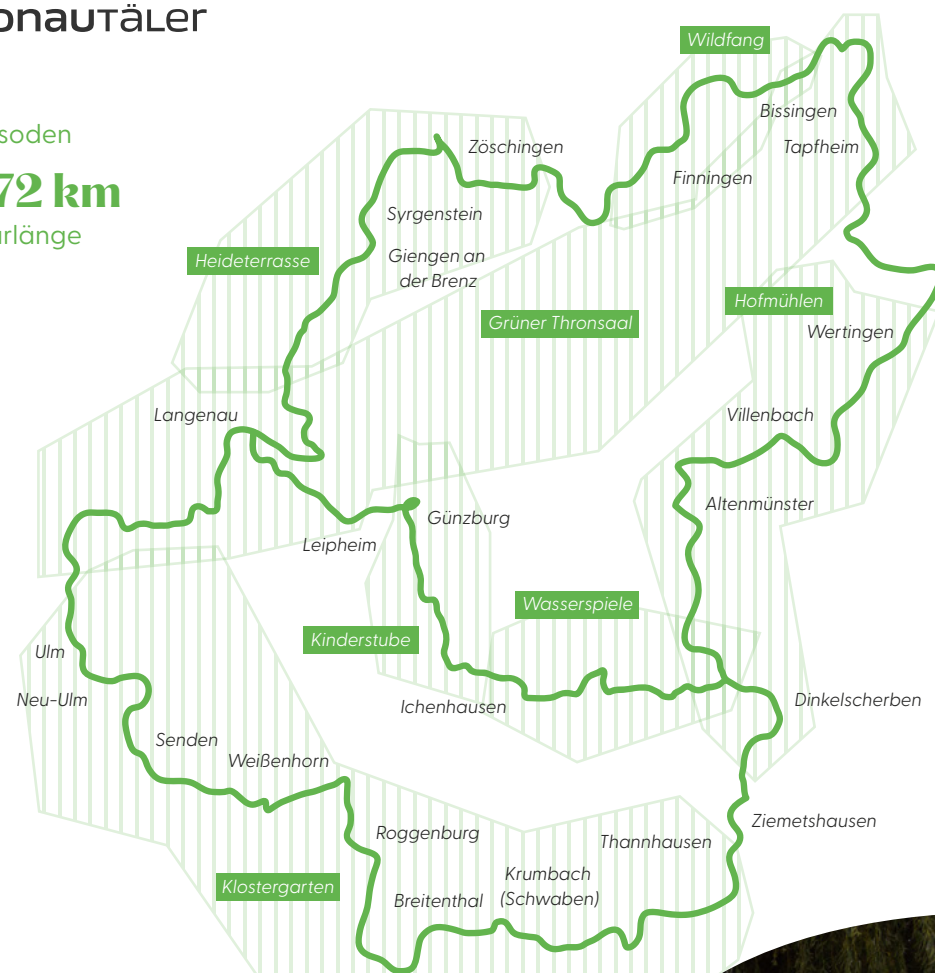 onautäler
soden
72 km
rlänge
Wildfang
Bissingen
Zöschingen
Tapfheim
Finningen
Syrgenstein
Giengen an
der Brenz
Heideterrasse
Hofmühlen
Grüner Thronsaal
Wertingen
Langenau
Villenbach
Altenmünster
Günzburg
Leipheim
Wasserspiele
Kinderstube
Ulm
Neu-Ulm
Dinkelscherben
Ichenhausen
Senden
Weißenhorn
Ziemetshausen
Roggenburg
Thannhausen
Krumbach
(Schwaben)
Klostergarten
Breitenthal